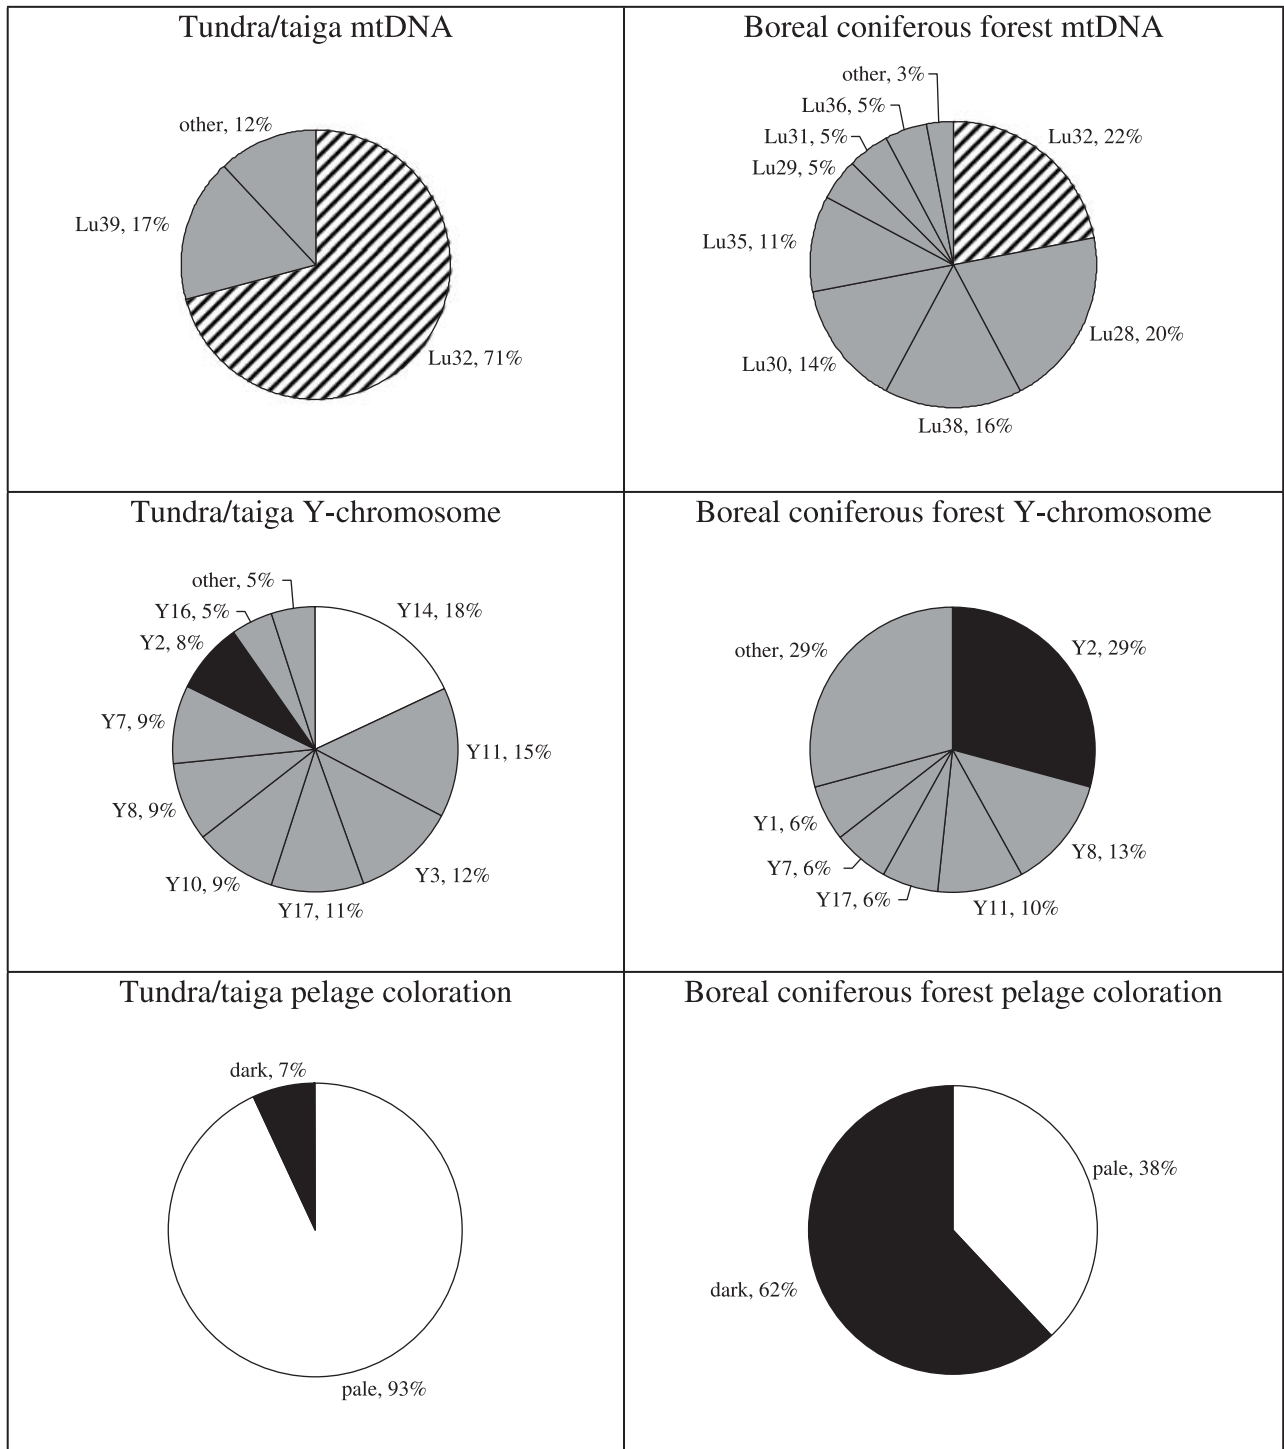 Tundra/taiga mtDNA
other, 12%
Lu39, 17%
Lu32, 71%
Boreal coniferous forest mtDNA
other, 3%
Lu36, 5%
Lu31, 5%
Lu29, 5%
Lu32, 22%
Lu35, 11%
Lu28, 20%
Lu30, 14%
Lu38, 16%
Tundra/taiga Y-chromosome
other, 5%
Y16, 5%
Y14, 18%
Y2, 8%
Y7, 9%
Y11, 15%
Y8, 9%
Y3, 12%
Y10, 9%
Y17, 11%
Boreal coniferous forest Y-chromosome
other, 29%
Y2, 29%
Y1, 6%
Y8, 13%
Y7, 6%
Y17, 6%
Y11, 10%
Tundra/taiga pelage coloration
dark, 7%
pale, 93%
Boreal coniferous forest pelage coloration
pale, 38%
dark, 62%